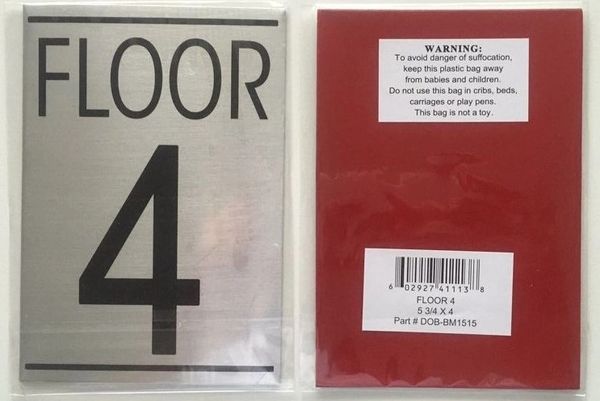 FLOOR
4
WARNING:
To avoid danger of suffocation,
keep this plastic bag away
from babies and children.
Do not use this bag in cribs, beds,
carriages or play pens.
This bag is not a toy.
6 02927 41113 8
FLOOR 4
5 3/4 X 4
Part # DOB-BM1515